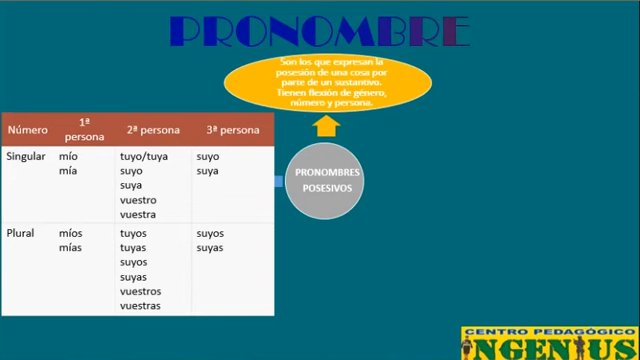 PRONOMBRE
Son los que expresan la
posesión de una cosa por
parte de un sustantivo.
Tienen flexión de género,
número y persona.
PRONOMBRES
POSESIVOS
Número 1ª persona 2ª persona 3ª persona
Singular mío tuyo/tuya suyo
mía suyo suya
suya
vuestro
vuestra
Plural míos tuyos suyos
mías tuyas suyas
suyos
suyas
vuestros
vuestras
CENTRO PEDAGÓGICO
INGENIUS